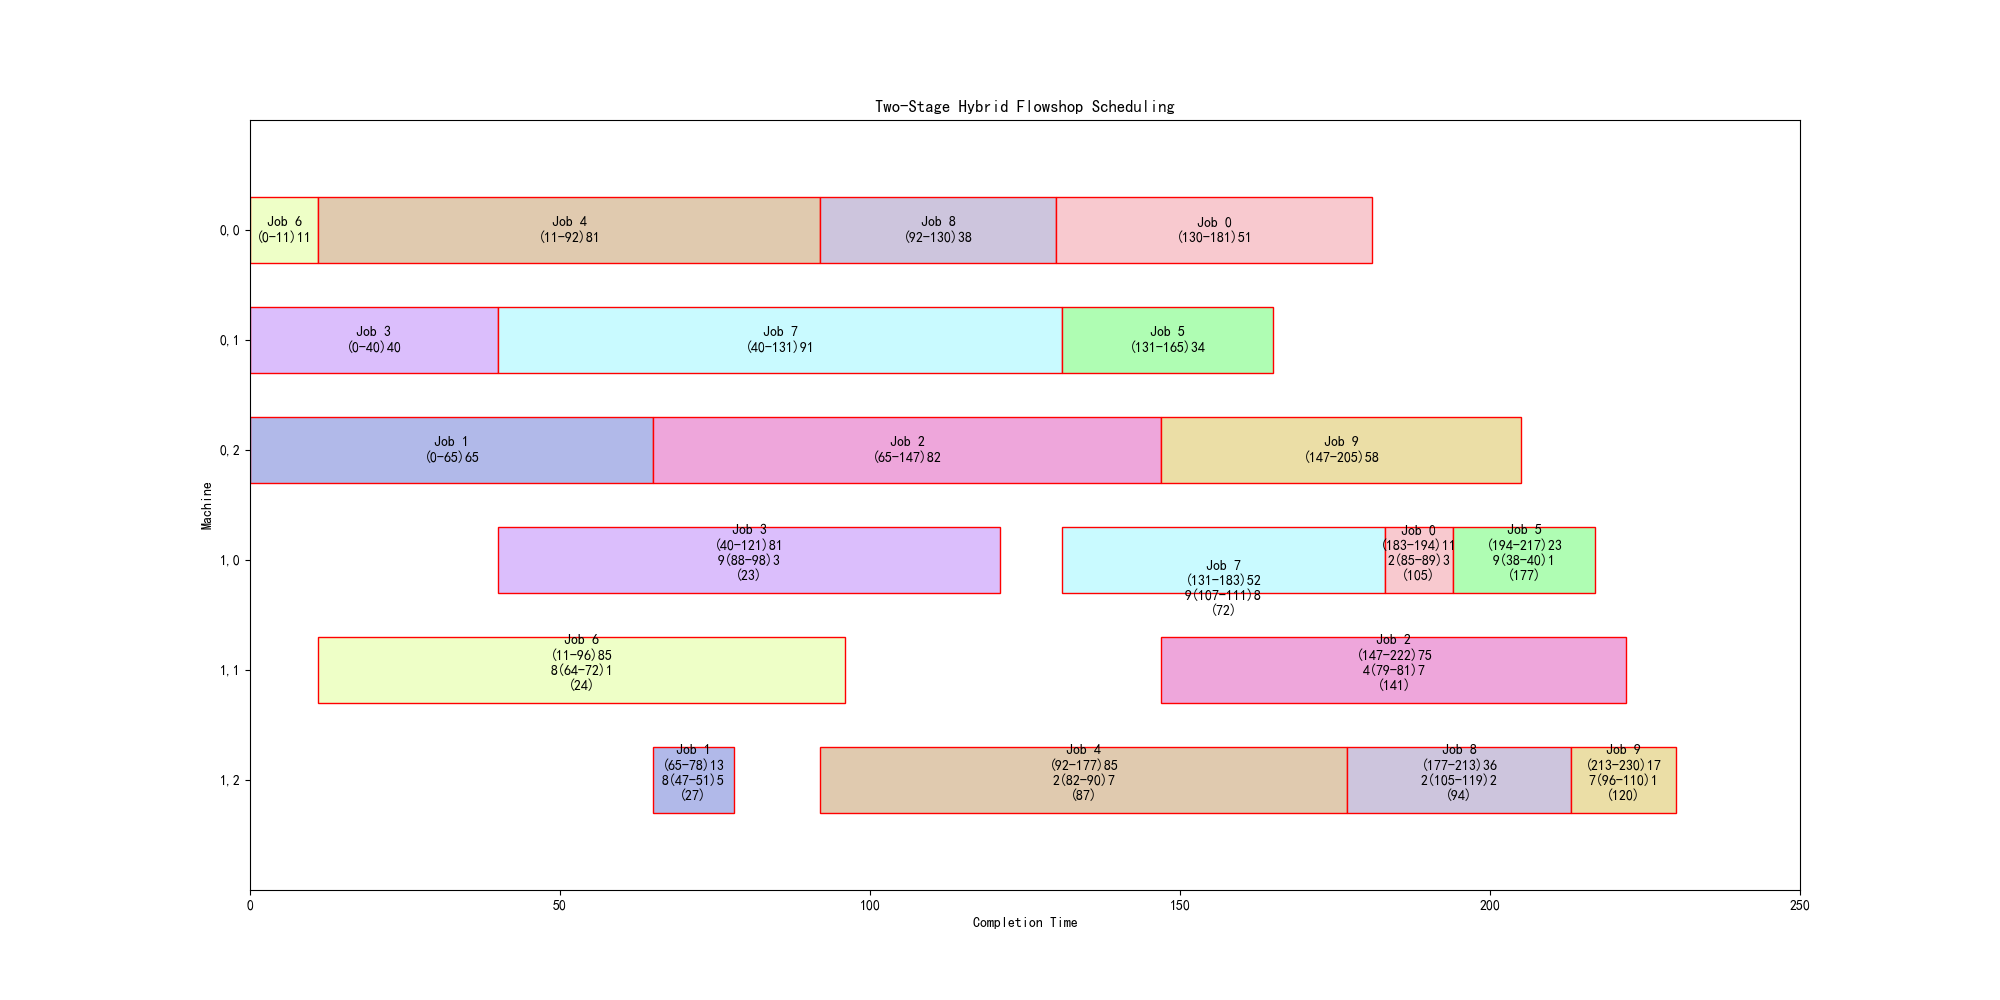 Two-Stage Hybrid Flowshop Scheduling
0,0
Job 6
(0-11)11
Job 4
(11-92)81
Job 8
(92-130)38
Job 0
(130-181)51
0,1
Job 3
(0-40)40
Job 7
(40-131)91
Job 5
(131-165)34
0,2
Job 1
(0-65)65
Job 2
(65-147)82
Job 9
(147-205)58
Machine
1,0
Job 3
(40-121)81
9(88-98)3
(23)
Job 7
(131-183)52
9(107-111)8
(72)
Job 0
(183-194)11
2(85-89)3
(105)
Job 5
(194-217)23
9(38-40)1
(177)
1,1
Job 6
(11-96)85
8(64-72)1
(24)
Job 2
(147-222)75
4(79-81)7
(141)
1,2
Job 1
(65-78)13
8(47-51)5
(27)
Job 4
(92-177)85
2(82-90)7
(87)
Job 8
(177-213)36
2(105-119)2
(94)
Job 9
(213-230)17
7(96-110)1
(120)
0
50
100
150
200
250
Completion Time